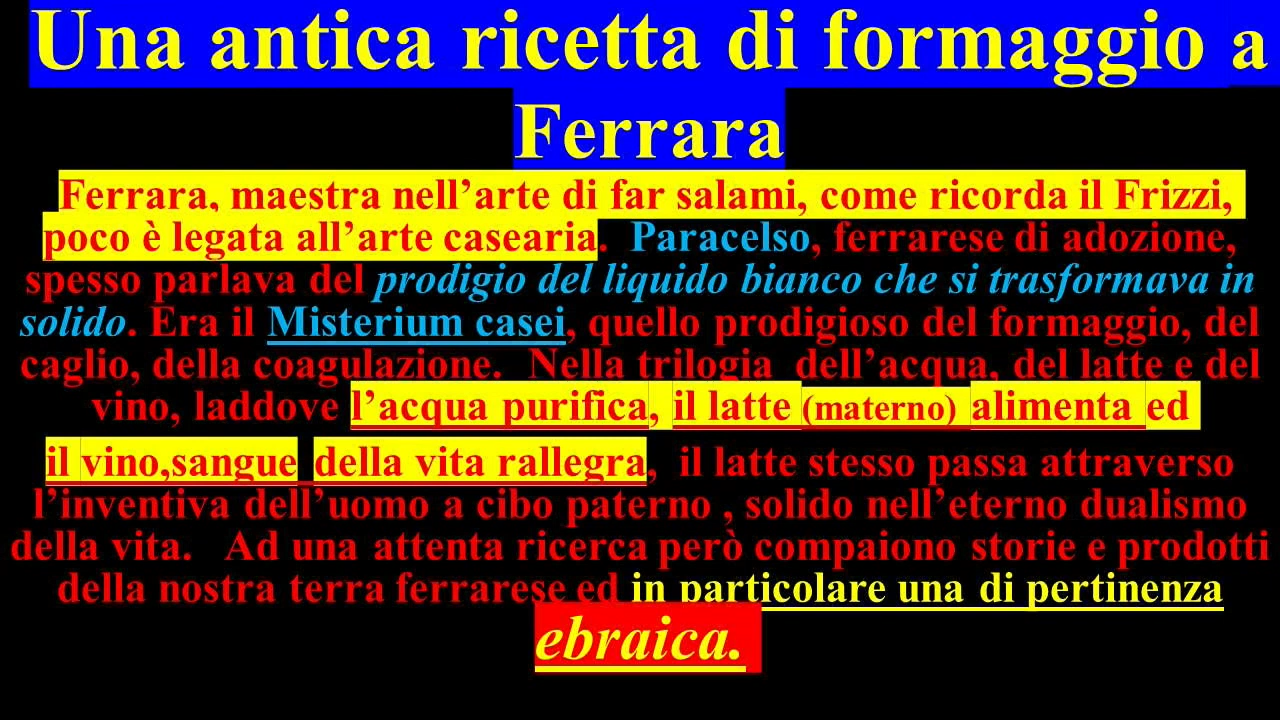 Una antica ricetta di formaggio a
Ferrara
Ferrara, maestra nell’arte di far salami, come ricorda il Frizzi,
poco è legata all’arte casearia. Paracelso, ferrarese di adozione,
spesso parlava del prodigio del liquido bianco che si trasformava in
solido. Era il Misterium casei, quello prodigioso del formaggio, del
caglio, della coagulazione. Nella trilogia dell’acqua, del latte e del
vino, laddove l’acqua purifica, il latte (materno) alimenta ed
il vino,sangue della vita rallegra, il latte stesso passa attraverso
l’inventiva dell’uomo a cibo paterno , solido nell’eterno dualismo
della vita. Ad una attenta ricerca però compaiono storie e prodotti
della nostra terra ferrarese ed in particolare una di pertinenza
ebraica.